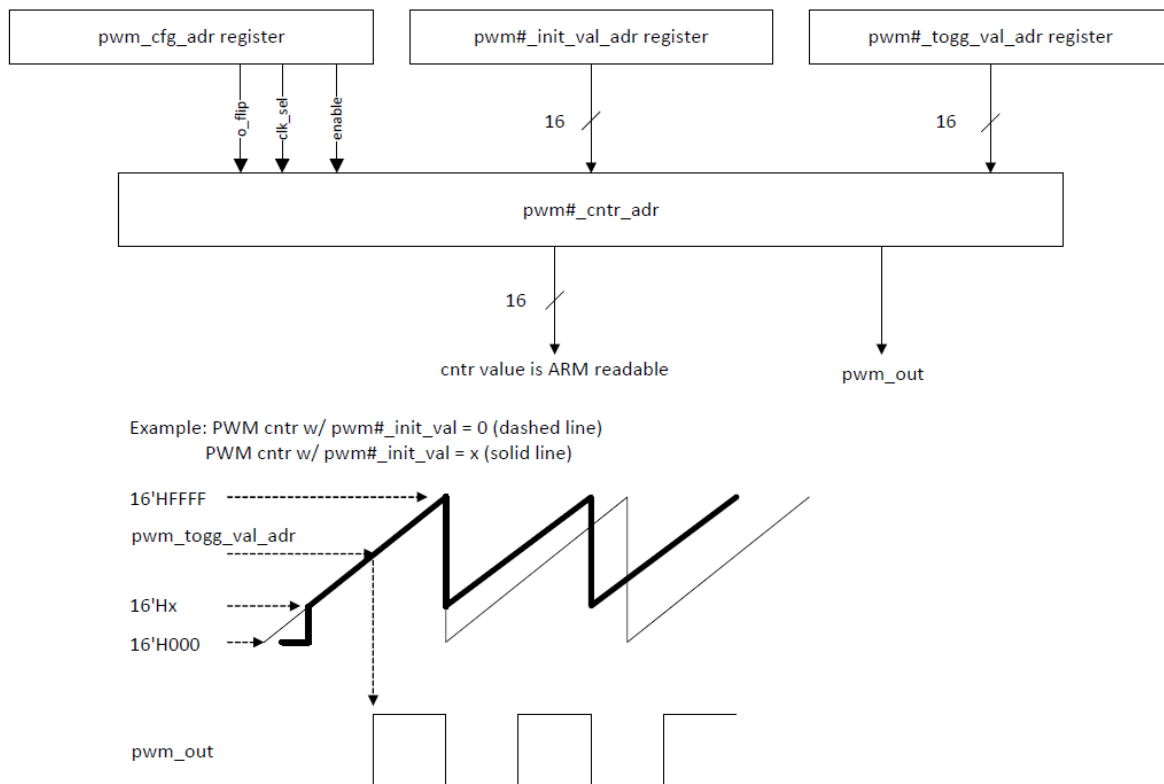 pwm_cfg_adr register
pwm#_init_val_adr register
pwm#_togg_val_adr register
o_flip
clk_sel
enable
16
16
pwm#_cntr_adr
16
cntr value is ARM readable
pwm_out
Example: PWM cntr w/ pwm#_init_val = 0 (dashed line)
PWM cntr w/ pwm#_init_val = x (solid line)
16'HFFFF
pwm_togg_val_adr
16'Hx
16'H000
pwm_out